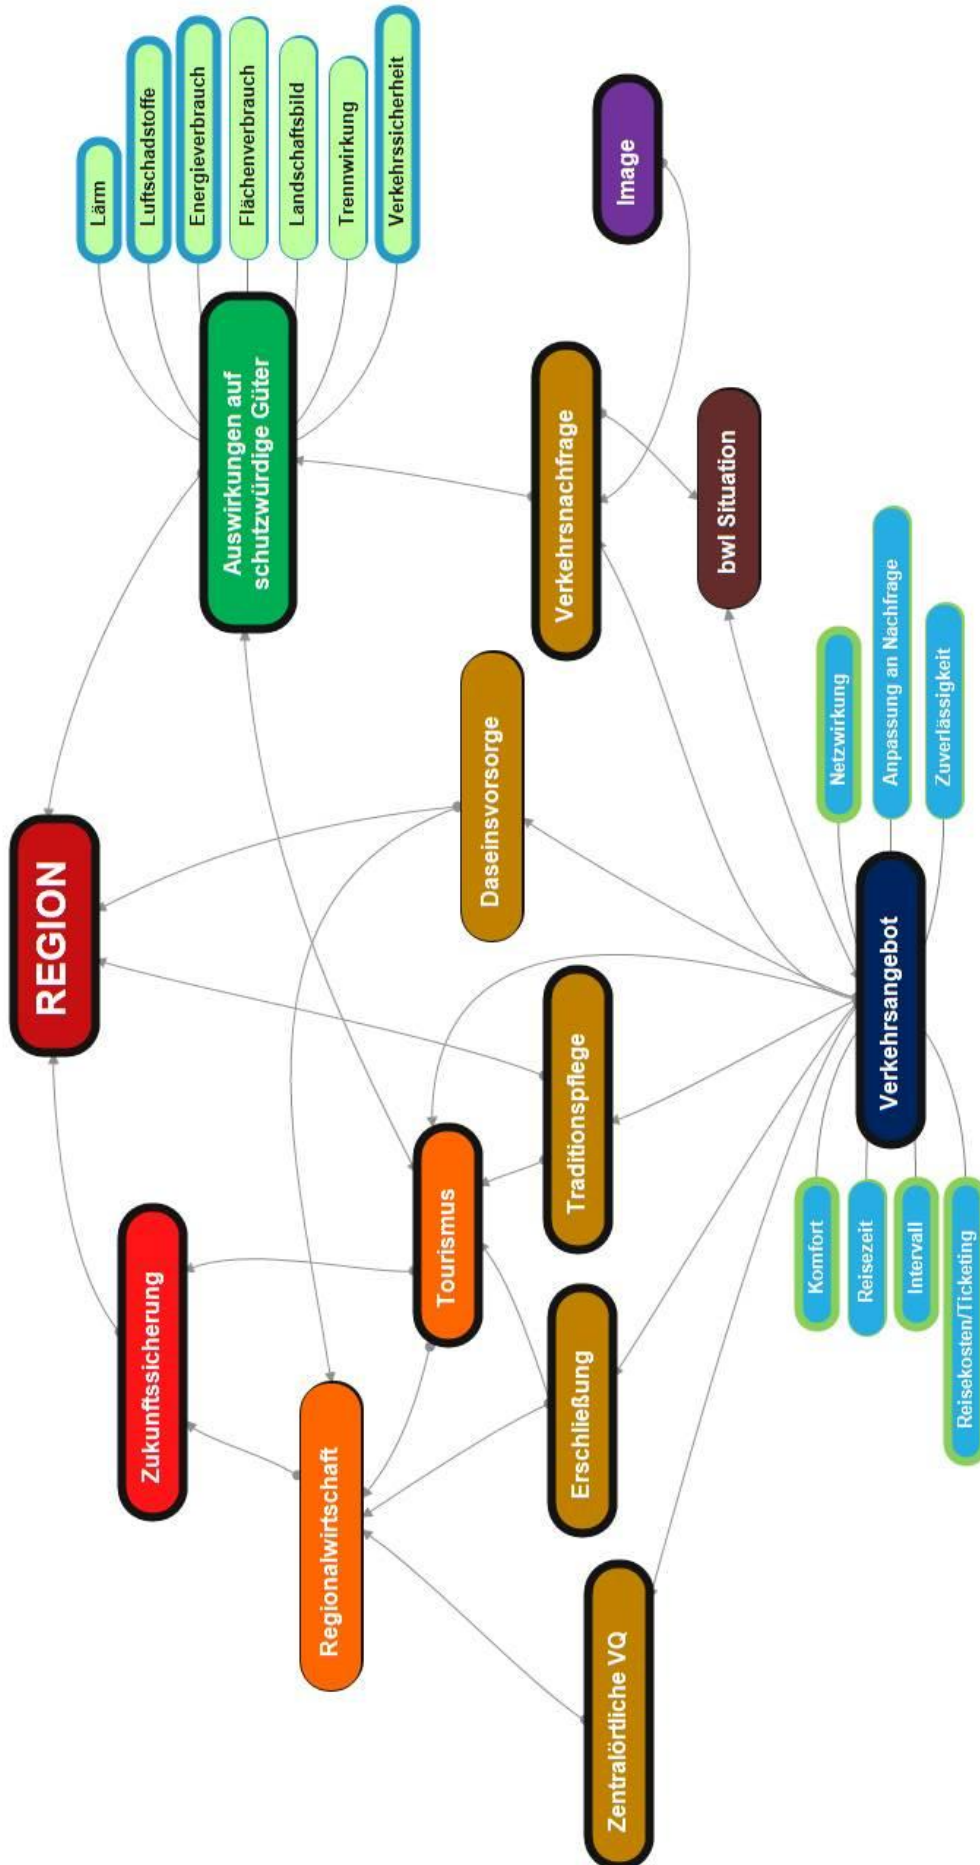 REGION
Zukunftssicherung
Auswirkungen auf
schutzwürdige Güter
Lärm
Luftschadstoffe
Energieverbrauch
Flächenverbrauch
Landschaftsbild
Trennwirkung
Verkehrssicherheit
Regionalwirtschaft
Tourismus
Daseinsvorsorge
Zentralörtliche VQ
Erschließung
Traditionspflege
Verkehrsnachfrage
Image
bwl Situation
Verkehrsangebot
Komfort
Reisezeit
Intervall
Reisekosten/Ticketing
Netzwirkung
Anpassung an Nachfrage
Zuverlässigkeit